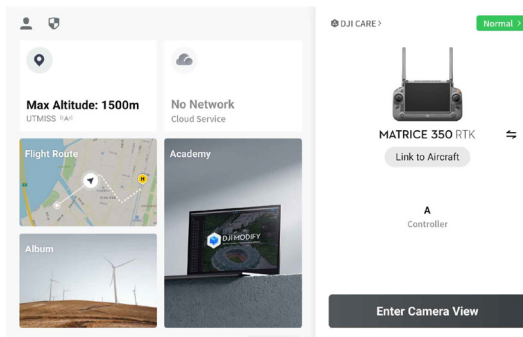 Max Altitude: 1500m
UTMISS
No Network
Cloud Service
Flight Route
H
Academy
DJI MODIFY
Album
DJI CARE >
Normal >
MATRICE 350 RTK
Link to Aircraft
A
Controller
Enter Camera View